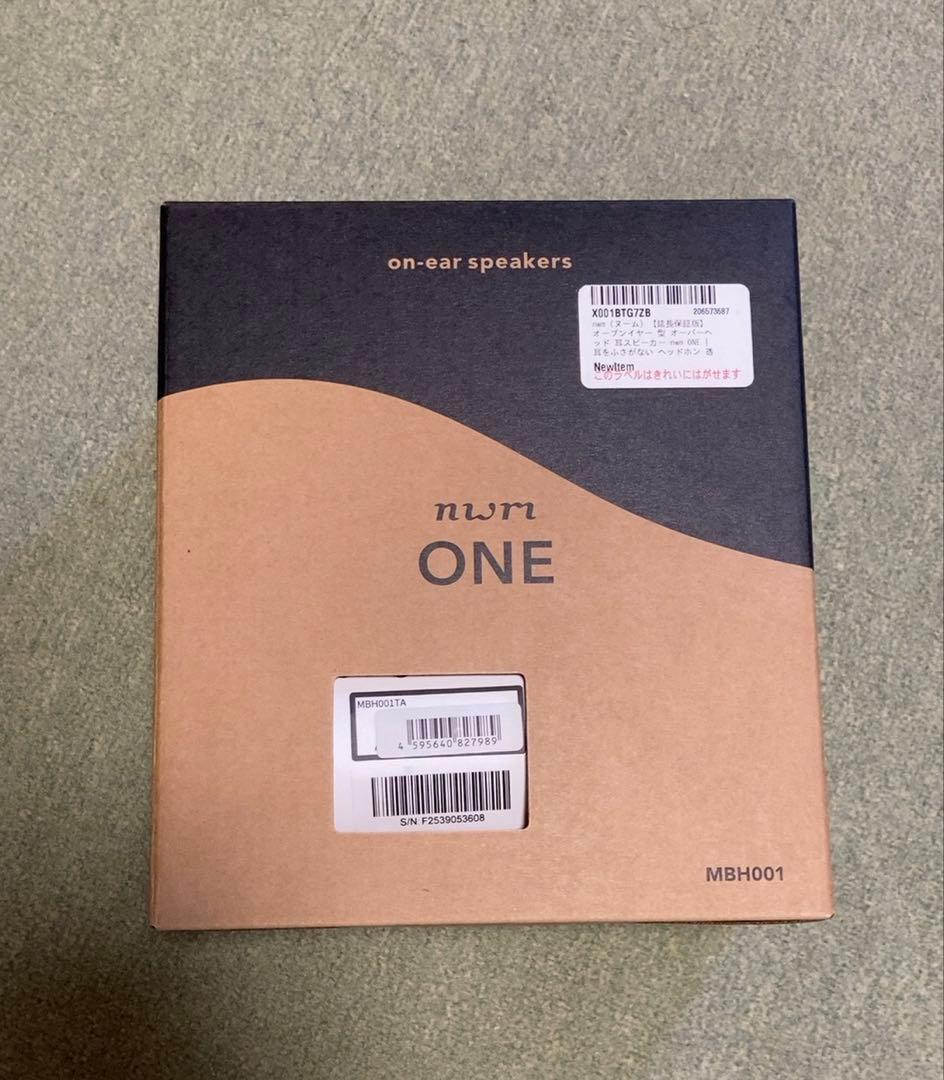 on-ear speakers
X001BTG7ZB
206573687
nwm (ヌーム) 【延長保証版】
オープンイヤー 型 オーバーヘ
ッド 耳スピーカー nwm ONE |
耳をふさがない ヘッドホン 透
NewItem
このラベルはきれいにはがせます
nwm
ONE
MBH001TA
4 595640 827989
S/N F2539053608
MBH001